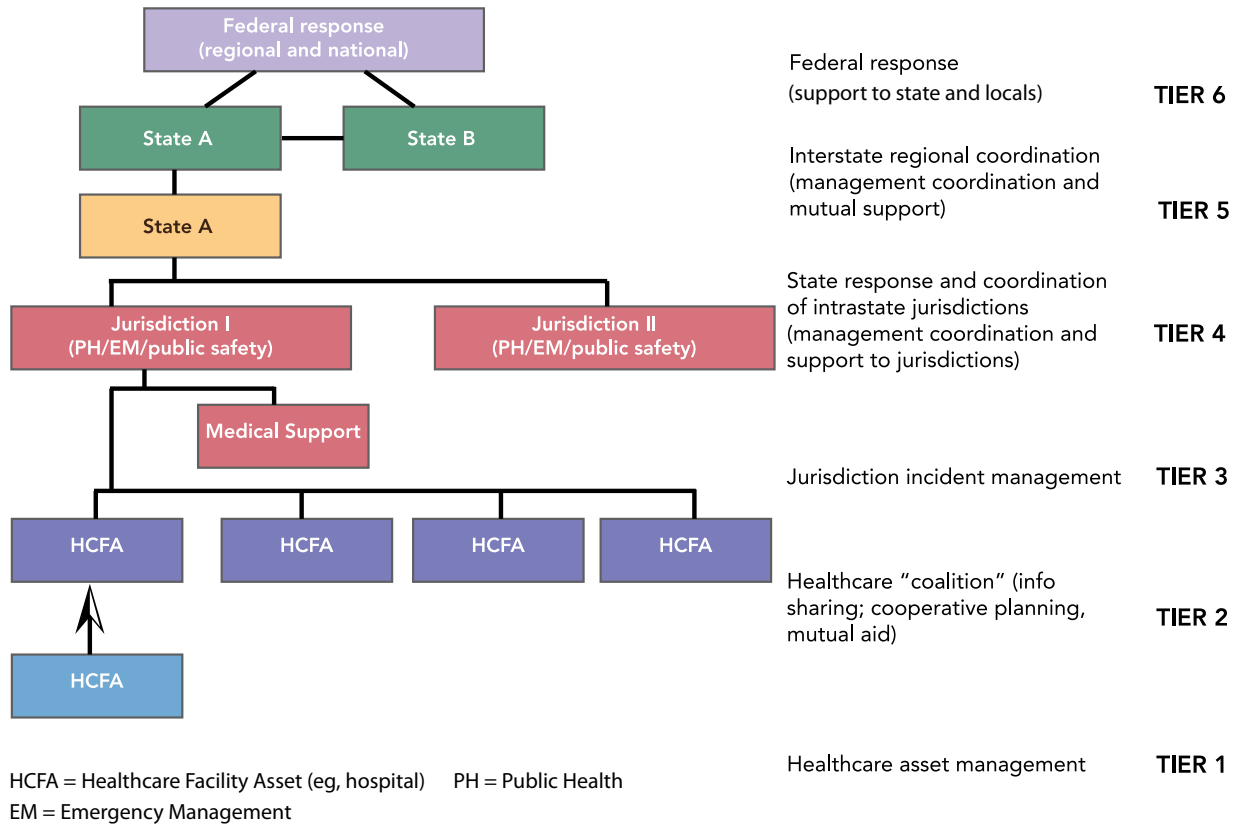 Federal response
(regional and national)
State A
State B
State A
Jurisdiction I
(PH/EM/public safety)
Jurisdiction II
(PH/EM/public safety)
Medical Support
HCFA
HCFA
HCFA
HCFA
HCFA
Federal response
(support to state and locals)
TIER 6
Interstate regional coordination
(management coordination and
mutual support)
TIER 5
State response and coordination
of intrastate jurisdictions
(management coordination and
support to jurisdictions)
TIER 4
Jurisdiction incident management
TIER 3
Healthcare “coalition” (info
sharing; cooperative planning,
mutual aid)
TIER 2
Healthcare asset management
TIER 1
HCFA = Healthcare Facility Asset (eg, hospital) PH = Public Health
EM = Emergency Management